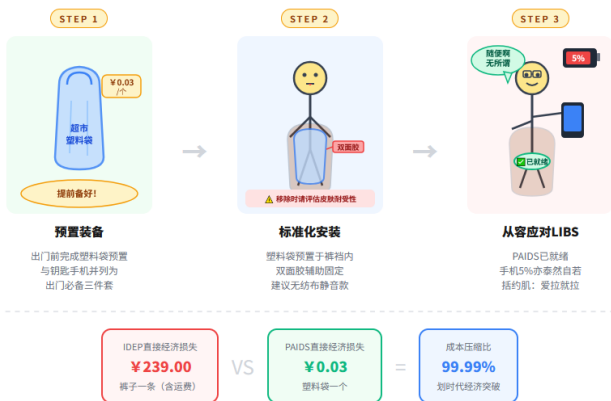 STEP 1
STEP 2
STEP 3
￥0.03
/个
超市
塑料袋
提前备好！
双面胶
⚠ 移除时请评估皮肤耐受性
随便啊
无所谓
5%
✅已就绪
预置装备
出门前完成塑料袋预置
与钥匙手机并列为
出门必备三件套
标准化安装
塑料袋预置于裤裆内
双面胶辅助固定
建议无纺布静音款
从容应对LIBS
PAIDS已就绪
手机5%亦泰然自若
括约肌：爱拉就拉
IDEP直接经济损失
￥239.00
裤子一条（含运费）
VS
PAIDS直接经济损失
￥0.03
塑料袋一个
=
成本压缩比
99.99%
划时代经济突破